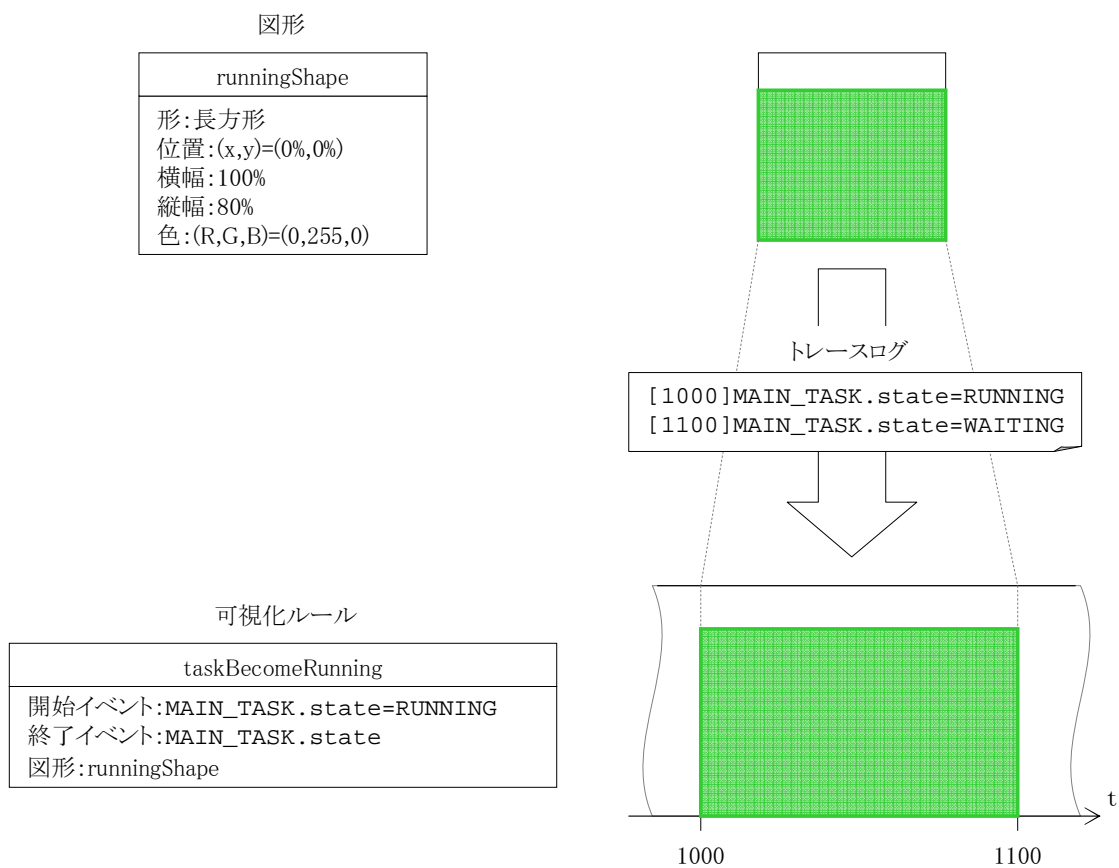 図形
runningShape
形:長方形
位置:(x,y)=(0%,0%)
横幅:100%
縦幅:80%
色:(R,G,B)=(0,255,0)
トレースログ
[1000]MAIN_TASK.state=RUNNING
[1100]MAIN_TASK.state=WAITING
可視化ルール
taskBecomeRunning
開始イベント:MAIN_TASK.state=RUNNING
終了イベント:MAIN_TASK.state
図形:runningShape
t
1000
1100